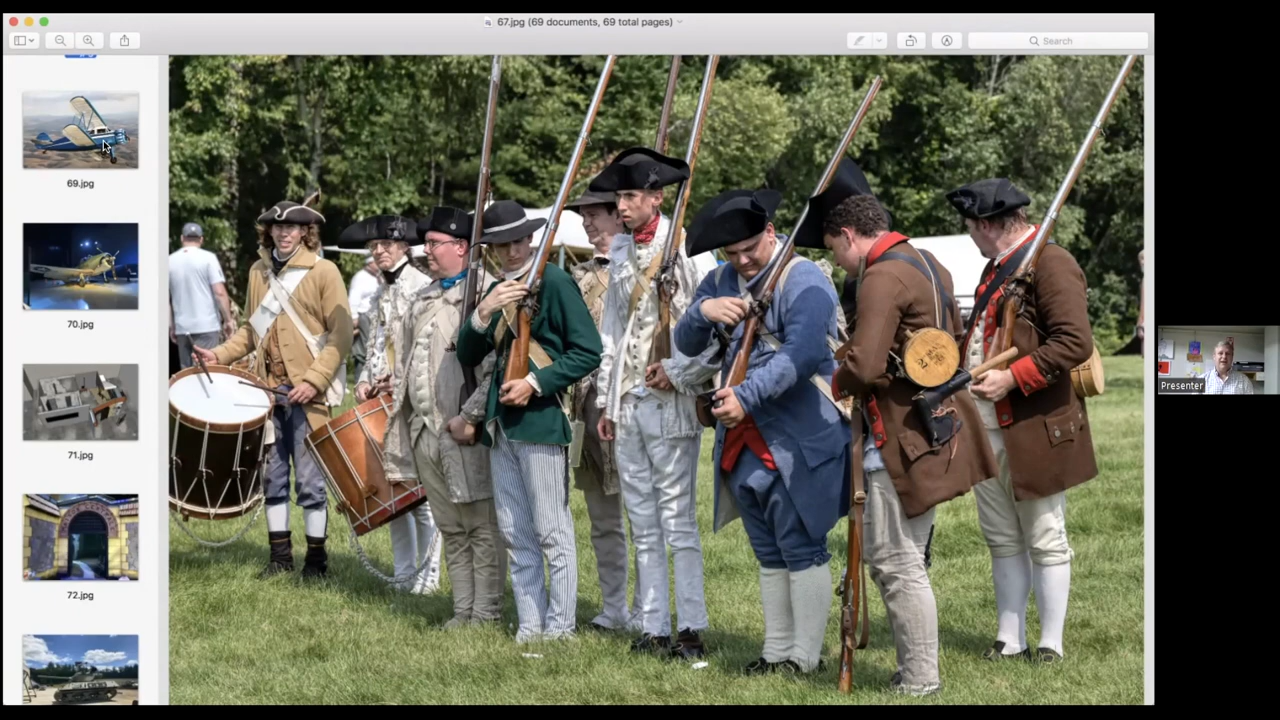 67.jpg (69 documents, 69 total pages)
Search
69.jpg
70.jpg
71.jpg
72.jpg
Presenter